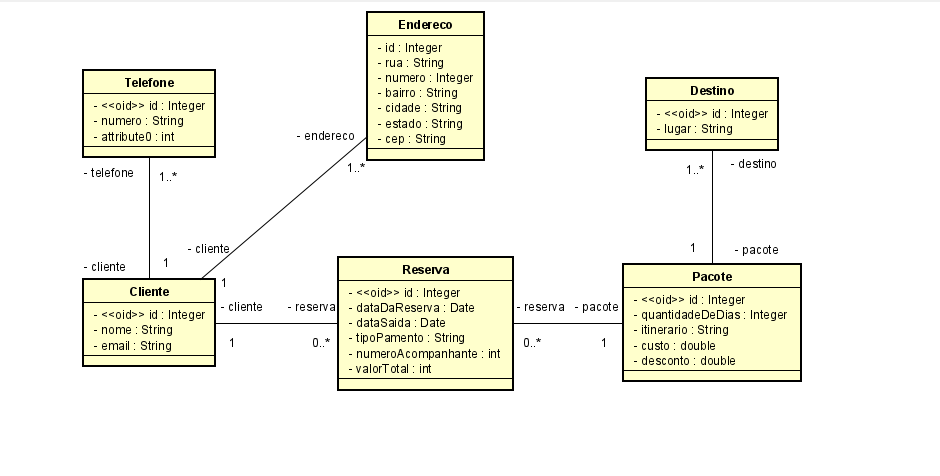 Endereco
- id : Integer
- rua : String
- numero : Integer
- bairro : String
- cidade : String
- estado : String
- cep : String
Telefone
- <<oid>> id : Integer
- numero : String
- attribute0 : int
Destino
- <<oid>> id : Integer
- lugar : String
- endereco
1..*
- telefone
1..*
1..*
- destino
- cliente
1
- cliente
1
1
- pacote
Cliente
- <<oid>> id : Integer
- nome : String
- email : String
- cliente
1
- reserva
0..*
Reserva
- <<oid>> id : Integer
- dataDaReserva : Date
- dataSaida : Date
- tipoPamento : String
- numeroAcompanhante : int
- valorTotal : int
- reserva
0..*
- pacote
1
Pacote
- <<oid>> id : Integer
- quantidadeDeDias : Integer
- itinerario : String
- custo : double
- desconto : double